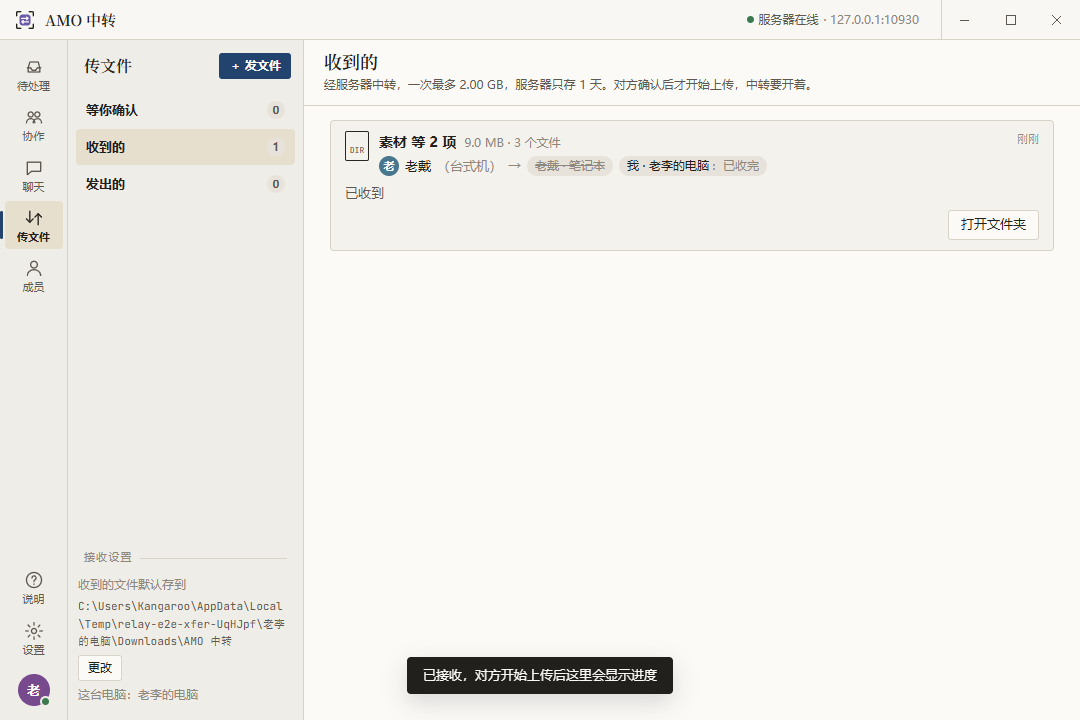 AMO 中转
服务器在线 · 127.0.0.1:10930
待处理
协作
聊天
传文件
成员
说明
设置
老
传文件
+ 发文件
等你确认 0
收到的 1
发出的 0
接收设置
收到的文件默认存到
C:\Users\Kangaroo\AppData\Local
\Temp\relay-e2e-xfer-UqHJpf\老李
的电脑\Downloads\AMO 中转
更改
这台电脑：老李的电脑
收到的
经服务器中转，一次最多 2.00 GB，服务器只存 1 天。对方确认后才开始上传，中转要开着。
DIR
素材 等 2 项 9.0 MB · 3 个文件
刚刚
老 老戴 （台式机） → 老戴 · 笔记本 我 · 老李的电脑：已收完
已收到
打开文件夹
已接收，对方开始上传后这里会显示进度